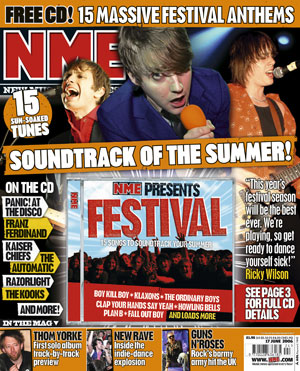 FREE CD! 15 MASSIVE FESTIVAL ANTHEMS
NME
15
SUN-SOAKED
TUNES
SOUNDTRACK OF THE SUMMER!
ON THE CD
PANIC! AT
THE DISCO
FRANZ
FERDINAND
KAISER
CHIEFS
THE
AUTOMATIC
RAZORLIGHT
THE KOOKS
AND MORE!
NME PRESENTS
FESTIVAL
15 SONGS TO SOUNDTRACK YOUR SUMMER!
BOY KILL BOY • KLAXONS • THE ORDINARY BOYS
CLAP YOUR HANDS SAY YEAH • HOWLING BELLS
PLAN B • FALL OUT BOY AND LOADS MORE
NME
"This year's
festival season
will be the best
ever. We're
playing, so get
ready to dance
yourself sick!"
Ricky Wilson
SEE PAGE 3
FOR FULL CD
DETAILS
IN THE MAG
THOM YORKE
First solo album
track-by-track
preview
NEW RAVE
Inside the
indie-dance
explosion
GUNS
N'ROSES
Rock's barmy
army hit the UK
17 JUNE 2006